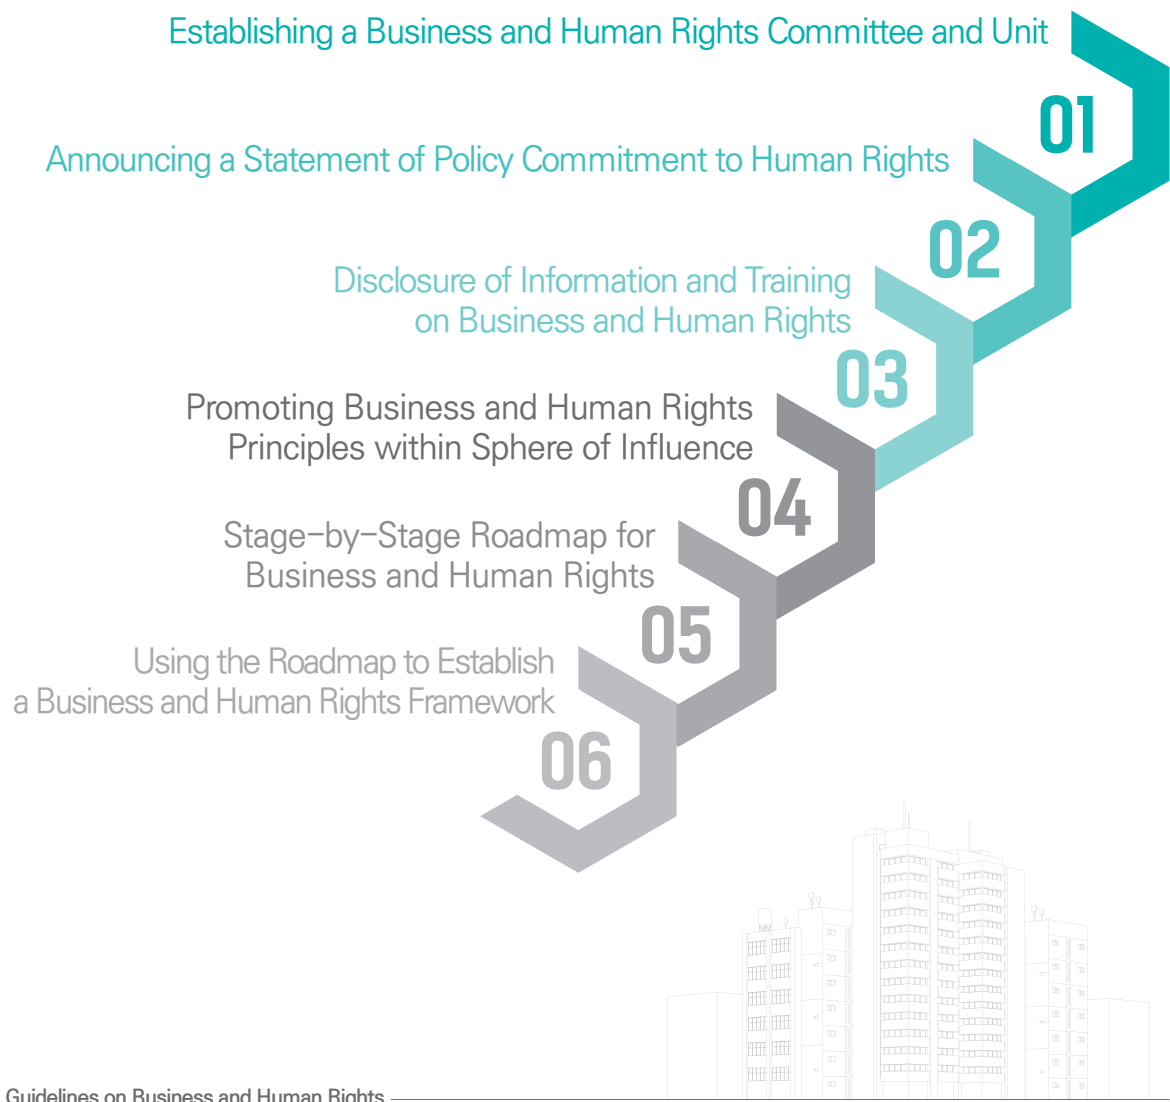 Establishing a Business and Human Rights Committee and Unit
01
Announcing a Statement of Policy Commitment to Human Rights
02
Disclosure of Information and Training
on Business and Human Rights
03
Promoting Business and Human Rights
Principles within Sphere of Influence
04
Stage-by-Stage Roadmap for
Business and Human Rights
05
Using the Roadmap to Establish
a Business and Human Rights Framework
06
Guidelines on Business and Human Rights